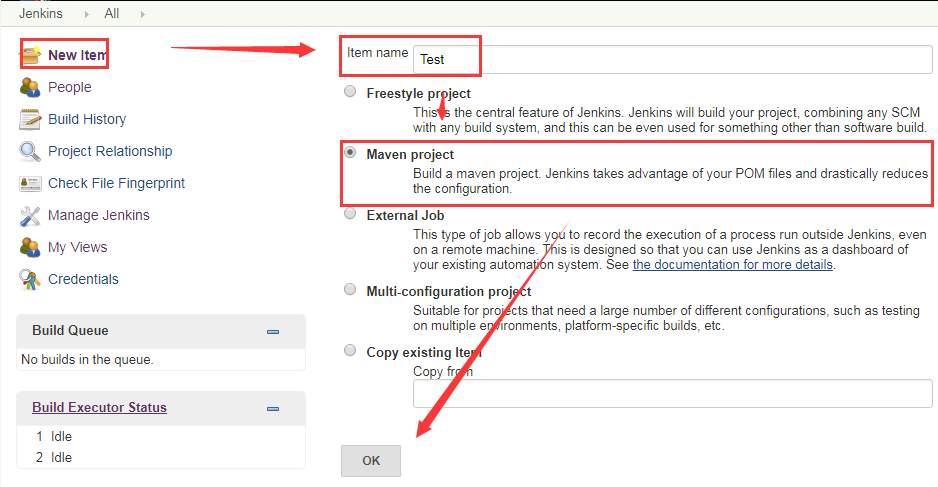 Jenkins All
New Item
People
Build History
Project Relationship
Check File Fingerprint
Manage Jenkins
My Views
Credentials
Build Queue
No builds in the queue.
Build Executor Status
1 Idle
2 Idle
Item name Test
Freestyle project
This is the central feature of Jenkins. Jenkins will build your project, combining any SCM
with any build system, and this can be even used for something other than software build.
Maven project
Build a maven project. Jenkins takes advantage of your POM files and drastically reduces
the configuration.
External Job
This type of job allows you to record the execution of a process run outside Jenkins, even
on a remote machine. This is designed so that you can use Jenkins as a dashboard of
your existing automation system. See the documentation for more details.
Multi-configuration project
Suitable for projects that need a large number of different configurations, such as testing
on multiple environments, platform-specific builds, etc.
Copy existing Item
Copy from
OK